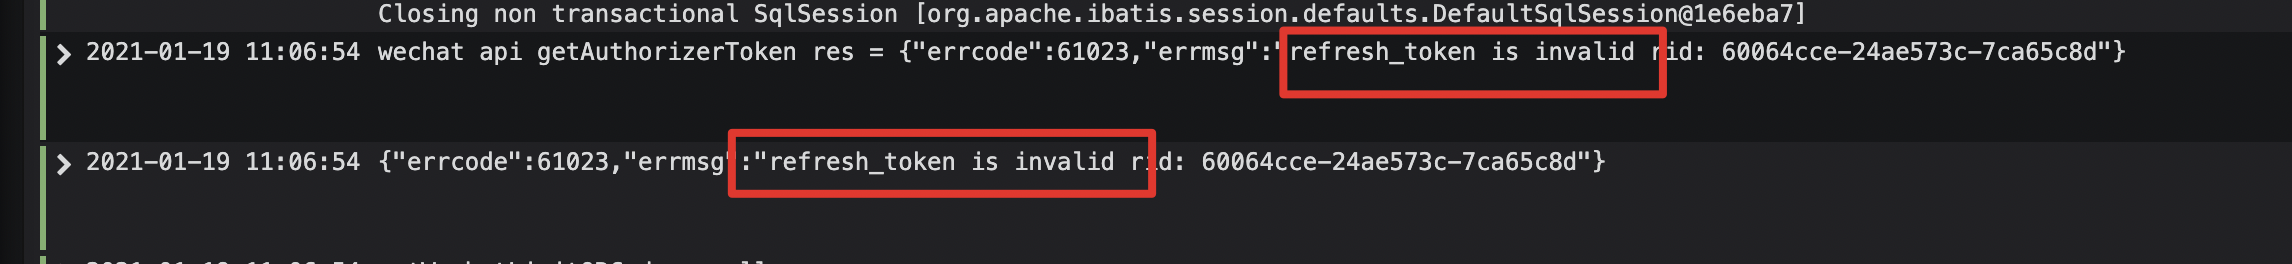 Closing non transactional SqlSession [org.apache.ibatis.session.defaults.DefaultSqlSession@1e6eba7]
2021-01-19 11:06:54 wechat api getAuthorizerToken res = {"errcode":61023,"errmsg":"refresh_token is invalid rid: 60064cce-24ae573c-7ca65c8d"}
2021-01-19 11:06:54 {"errcode":61023,"errmsg":"refresh_token is invalid rid: 60064cce-24ae573c-7ca65c8d"}